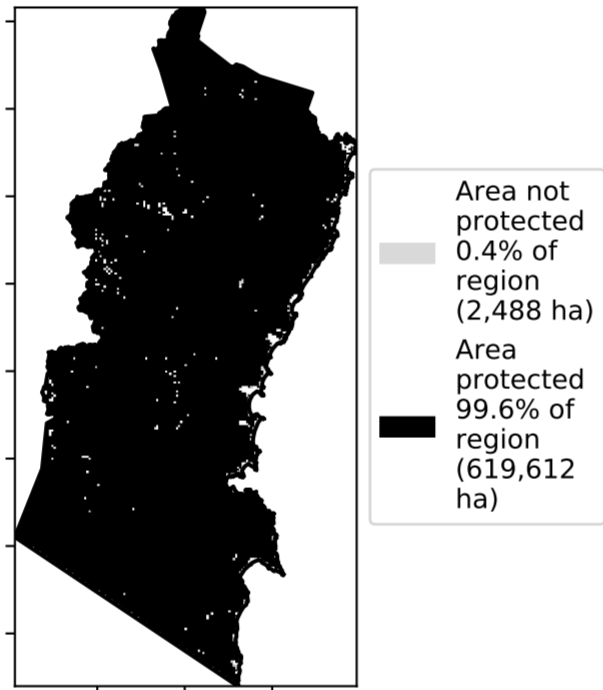 Area not
protected
0.4% of
region
(2,488 ha)
Area
protected
99.6% of
region
(619,612
ha)